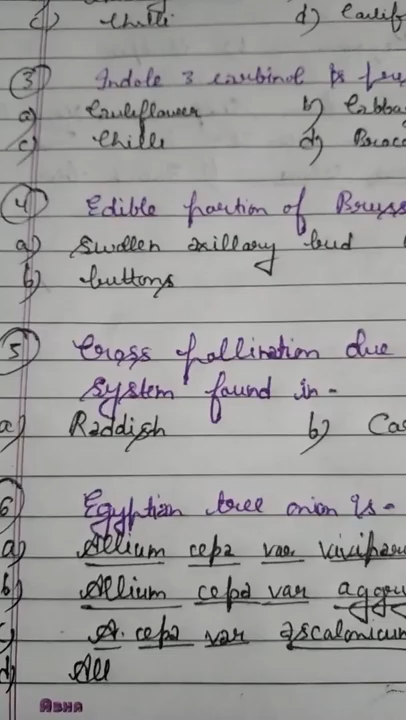 c) Chilli d) Caulif
③ Indole 3 carbinol is
a) Cauliflower b) Cabba
c) Chilli d) Brocc
④ Edible portion of Bruss
a) Swollen axillary bud
b) buttons
5 Cross pollination due
system found in -
a) Raddish b) Ca
6 Egyptian tree onion is -
a) Allium cepa var vivipar
b) Allium cepa var aggre
c) A. cepa var ascalonicum
d) All
ASHA